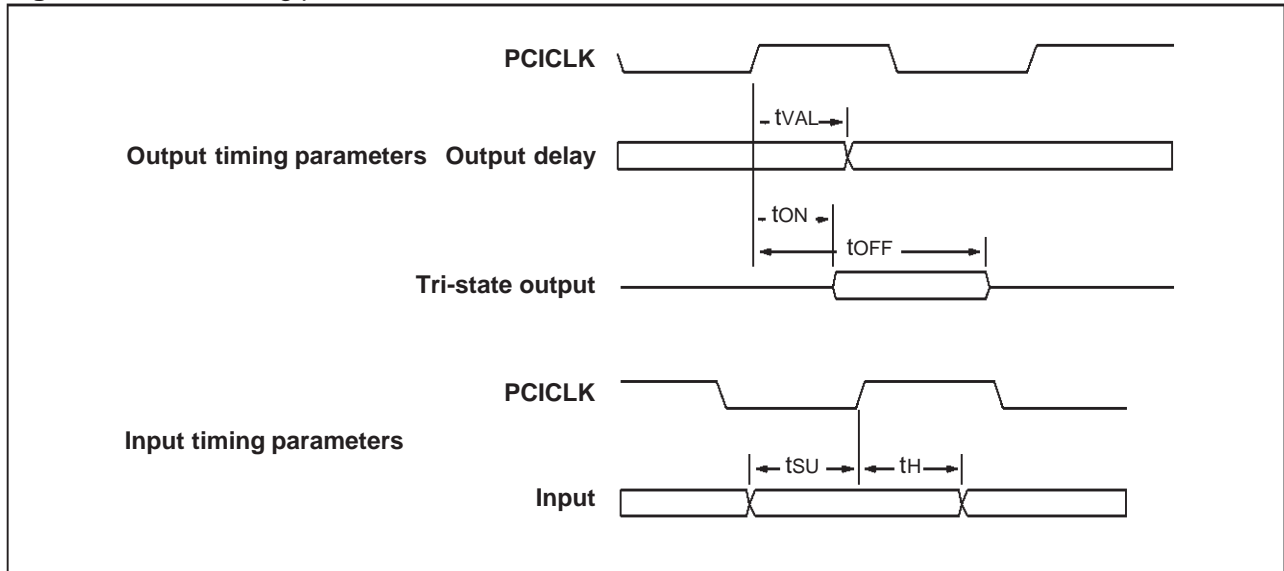 PCICLK
tVAL
Output timing parameters Output delay
tON
tOFF
Tri-state output
PCICLK
Input timing parameters
tSU tH
Input